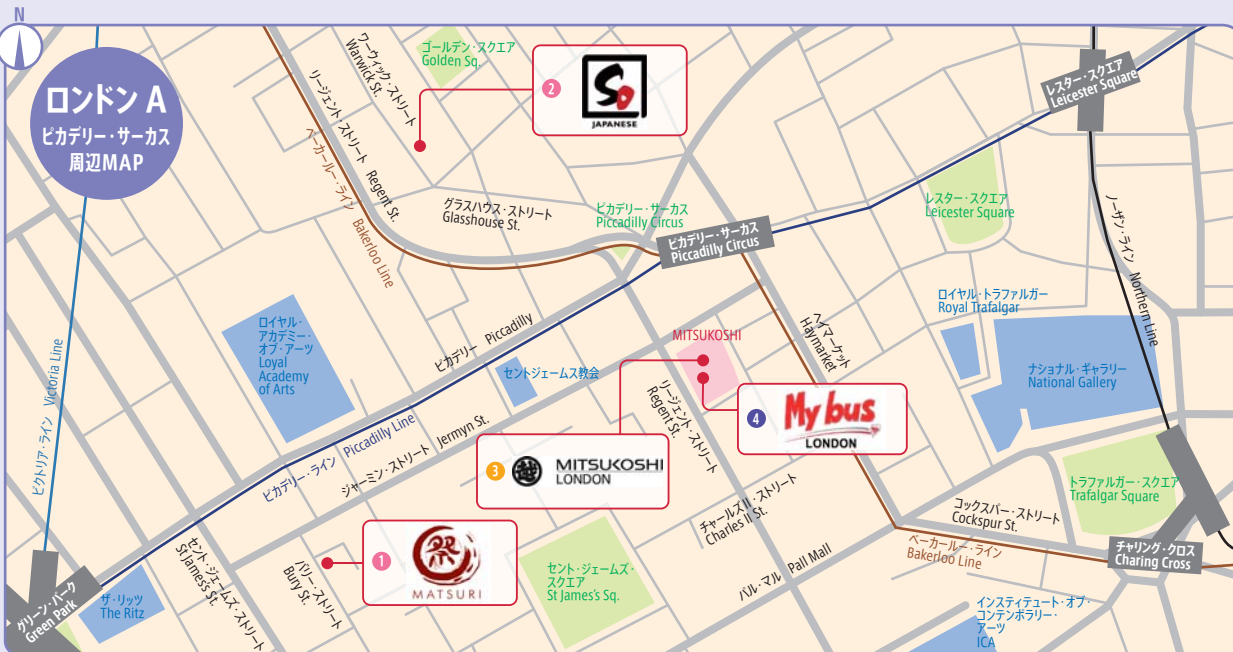 N
ロンドン A
ピカデリー・サーカス
周辺MAP
ワーウィック・ストリート
Warwick St.
ゴールデン・スクエア
Golden Sq.
2
So
JAPANESE
レスター・スクエア
Leicester Square
リージェント・ストリート Regent St.
ベーカールー・ライン Bakerloo Line
グラスハウス・ストリート
Glasshouse St.
ピカデリー・サーカス
Piccadilly Circus
ピカデリー・サーカス
Piccadilly Circus
レスター・スクエア
Leicester Square
ノーザン・ライン Northern Line
ロイヤル・トラファルガー
Royal Trafalgar
ナショナル・ギャラリー
National Gallery
ロイヤル・
アカデミー・
オブ・アーツ
Loyal
Academy
of Arts
ピカデリー Piccadilly
MITSUKOSHI
ヘイマーケット
Haymarket
セントジェームス教会
ビクトリア・ライン Victoria Line
ピカデリー・ライン Piccadilly Line
ジャーミン・ストリート Jermyn St.
リージェント・ストリート
Regent St.
4
My bus
LONDON
3
越
MITSUKOSHI
LONDON
トラファルガー・スクエア
Trafalgar Square
チャールズII・ストリート
Charles II St.
コックスパー・ストリート
Cockspur St.
ベーカールー・ライン
Bakerloo Line
チャリング・クロス
Charing Cross
1
祭
MATSURI
バリー・ストリート
Bury St.
セント・ジェームズ・ストリート
St James's St.
セント・ジェームズ・
スクエア
St James's Sq.
パル・マル Pall Mall
グリーン・パーク
Green Park
ザ・リッツ
The Ritz
インスティテュート・オブ・
コンテンポラリー・
アーツ
ICA